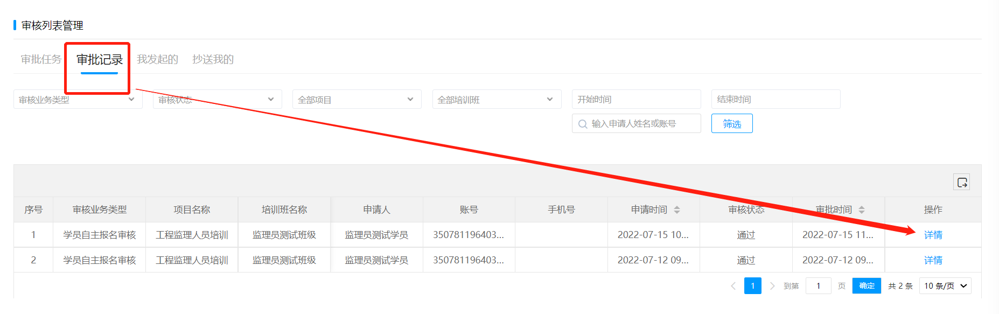 审核列表管理
审批任务 审批记录 我发起的 抄送我的
审核业务类型 审核状态 全部项目 全部培训班 开始时间 结束时间
输入申请人姓名或账号 筛选
序号 审核业务类型 项目名称 培训班名称 申请人 账号 手机号 申请时间 审核状态 审批时间 操作
1 学员自主报名审核 工程监理人员培训 监理员测试班级 监理员测试学员 350781196403... 2022-07-15 10... 通过 2022-07-15 11... 详情
2 学员自主报名审核 工程监理人员培训 监理员测试班级 监理员测试学员 350781196403... 2022-07-12 09... 通过 2022-07-12 09... 详情
1 到第 1 页 确定 共 2 条 10 条/页